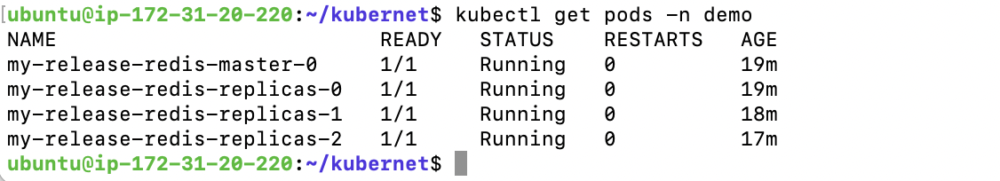 [ubuntu@ip-172-31-20-220:~/kubernet$ kubectl get pods -n demo
NAME                          READY   STATUS    RESTARTS   AGE
my-release-redis-master-0     1/1     Running   0          19m
my-release-redis-replicas-0   1/1     Running   0          19m
my-release-redis-replicas-1   1/1     Running   0          18m
my-release-redis-replicas-2   1/1     Running   0          17m
ubuntu@ip-172-31-20-220:~/kubernet$